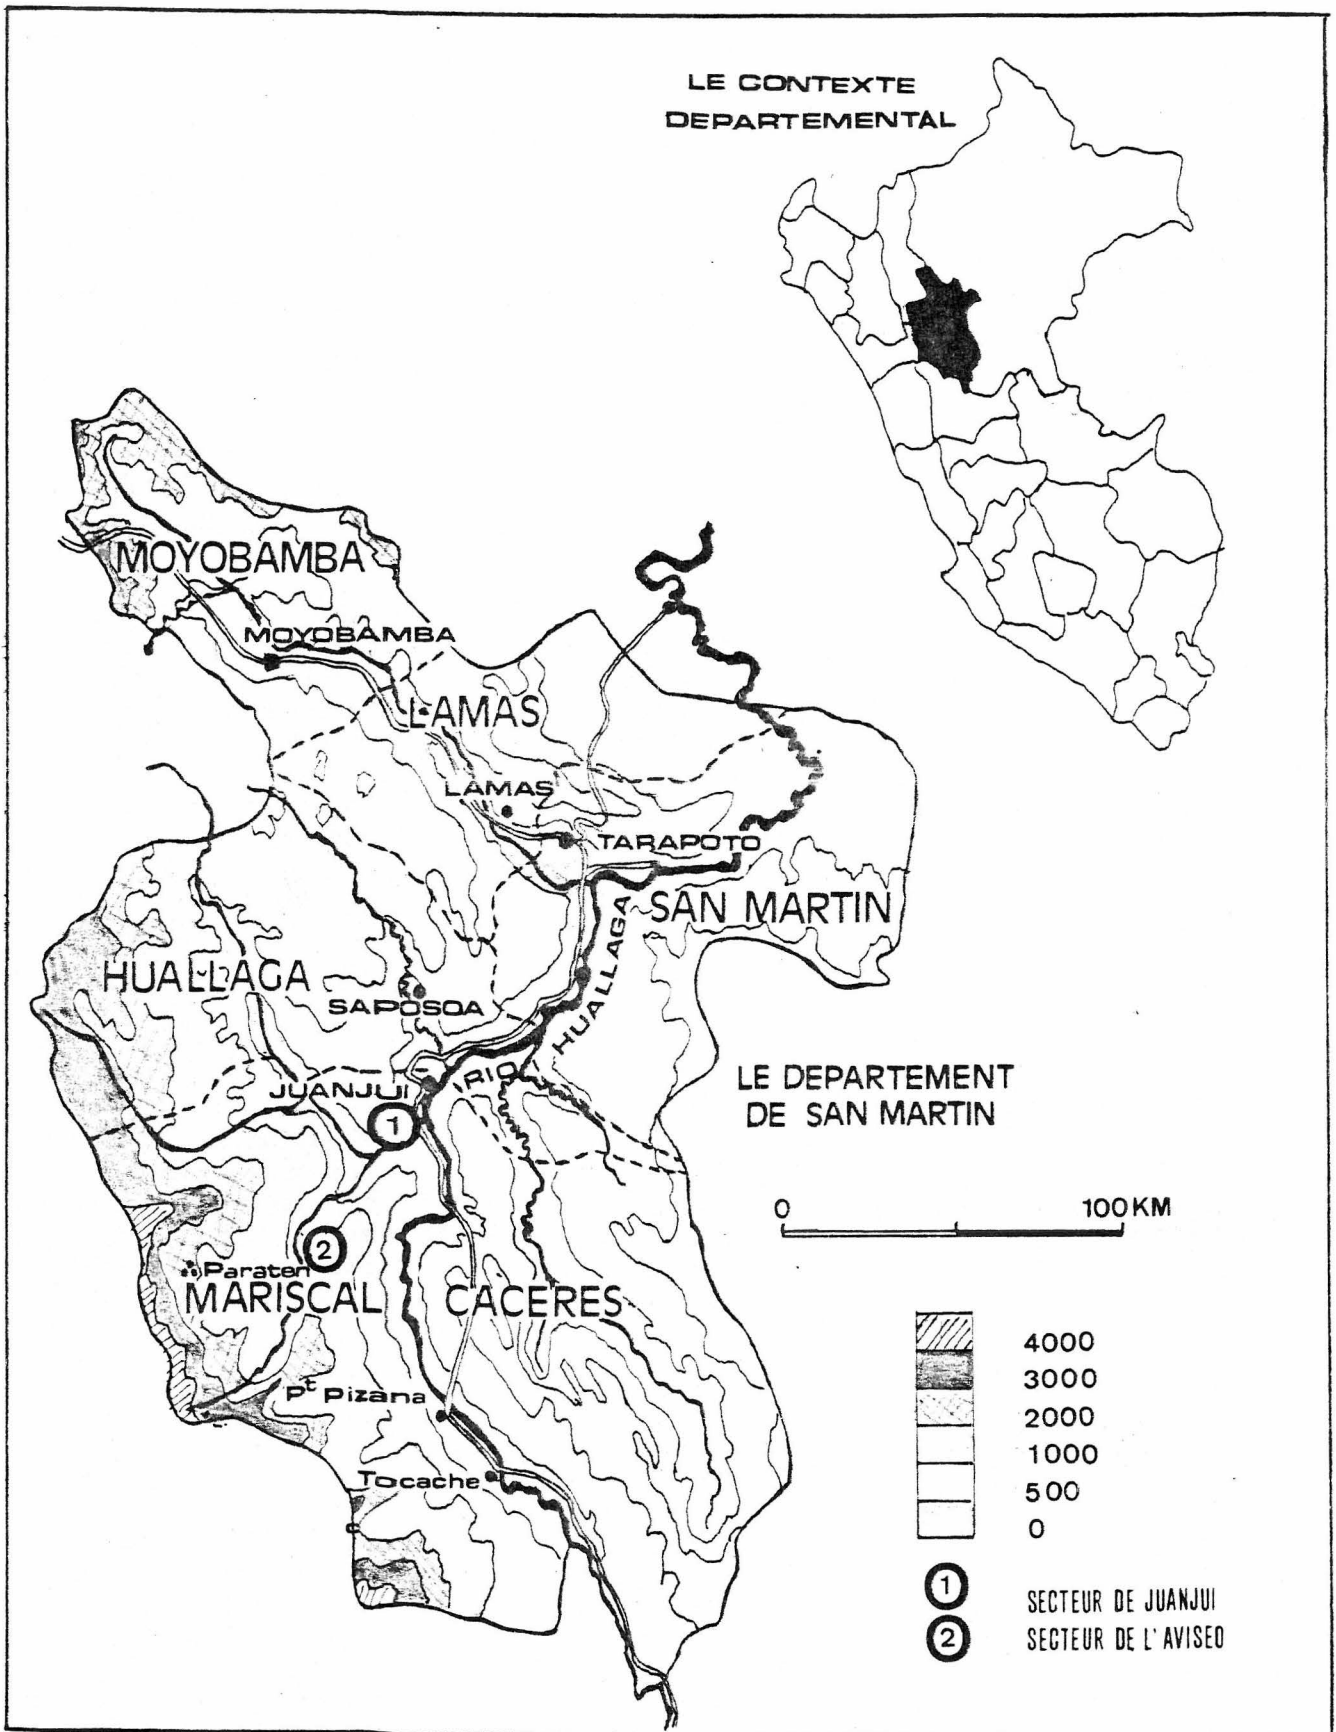 LE CONTEXTE
DEPARTEMENTAL
MOYOBAMBA
MOYOBAMBA
LAMAS
LAMAS
TARAPOTO
SAN MARTIN
HUALLAGA
SAPOSOA
RIO HUALLAGA
JUANJUI
1
LE DEPARTEMENT
DE SAN MARTIN
0 100 KM
2
Paraten
MARISCAL CACERES
Pt Pizana
Tocache
4000
3000
2000
1000
500
0
1 SECTEUR DE JUANJUI
2 SECTEUR DE L'AVISEO